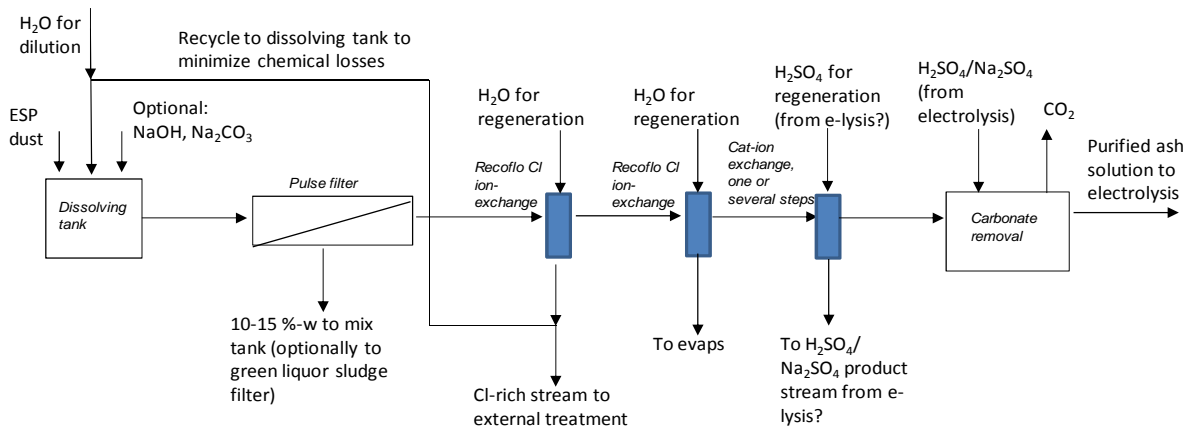 H₂O for
dilution
Recycle to dissolving tank to
minimize chemical losses
ESP
dust
Optional:
NaOH, Na₂CO₃
H₂O for
regeneration
H₂O for
regeneration
H₂SO₄ for
regeneration
(from e-lysis?)
H₂SO₄/Na₂SO₄
(from
electrolysis)
CO₂
Purified ash
solution to
electrolysis
Dissolving
tank
Pulse filter
Recoflo Cl
ion-
exchange
Recoflo Cl
ion-
exchange
Cat-ion
exchange,
one or
several steps
Carbonate
removal
10-15 %-w to mix
tank (optionally to
green liquor sludge
filter)
Cl-rich stream to
external treatment
To evaps
To H₂SO₄/
Na₂SO₄ product
stream from e-
lysis?